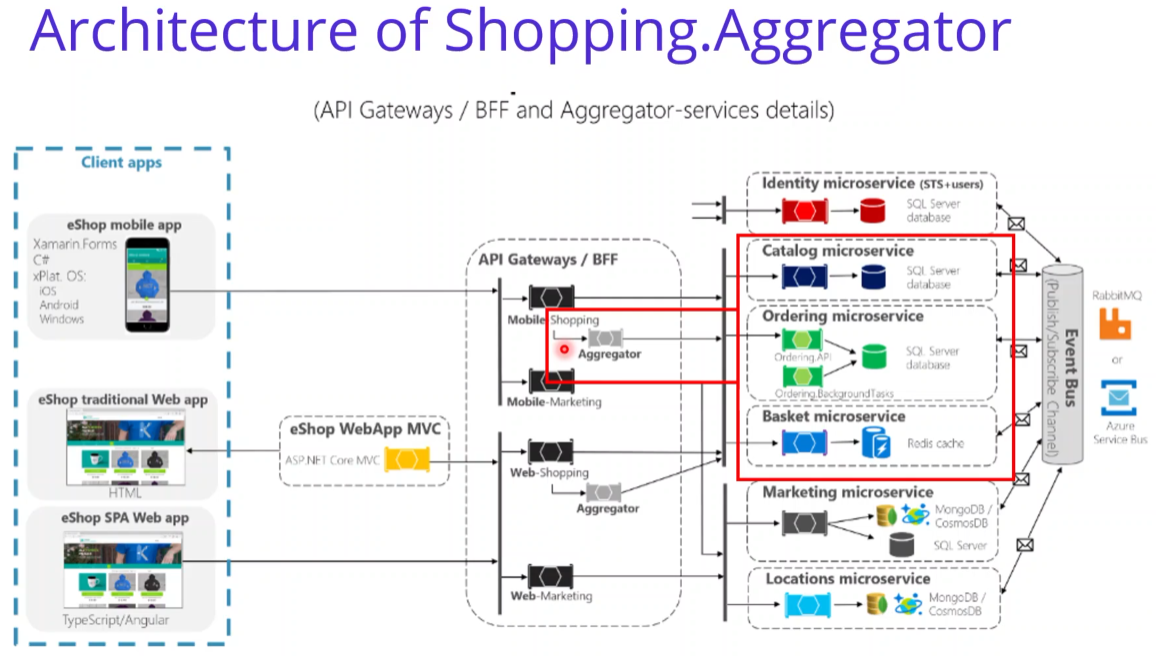 Architecture of Shopping.Aggregator
(API Gateways / BFF and Aggregator-services details)
Client apps
eShop mobile app
Xamarin.Forms
C#
xPlat. OS:
iOS
Android
Windows
eShop traditional Web app
HTML
eShop SPA Web app
TypeScript/Angular
eShop WebApp MVC
ASP.NET Core MVC
API Gateways / BFF
Mobile-Shopping
Aggregator
Mobile-Marketing
Web-Shopping
Aggregator
Web-Marketing
Identity microservice (STS+users)
SQL Server
database
Catalog microservice
SQL Server
database
Ordering microservice
Ordering.API
SQL Server
database
Ordering.BackgroundTasks
Basket microservice
Redis cache
Marketing microservice
MongoDB /
CosmosDB
SQL Server
Locations microservice
MongoDB /
CosmosDB
Event Bus
(Publish/Subscribe Channel)
RabbitMQ
or
Azure
Service Bus